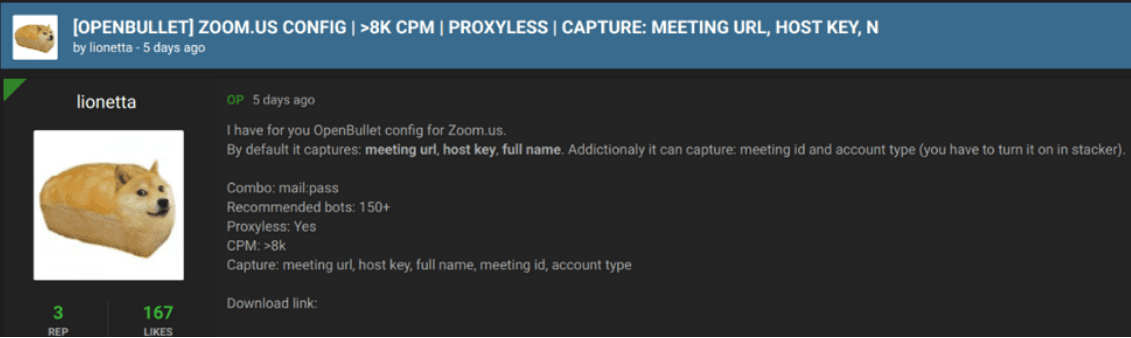 [OPENBULLET] ZOOM.US CONFIG | >8K CPM | PROXYLESS | CAPTURE: MEETING URL, HOST KEY, N
by lionetta - 5 days ago
lionetta
OP 5 days ago
I have for you OpenBullet config for Zoom.us.
By default it captures: meeting url, host key, full name. Addictionaly it can capture: meeting id and account type (you have to turn it on in stacker).
Combo: mail:pass
Recommended bots: 150+
Proxyless: Yes
CPM: >8k
Capture: meeting url, host key, full name, meeting id, account type
Download link:
3 167
REP LIKES